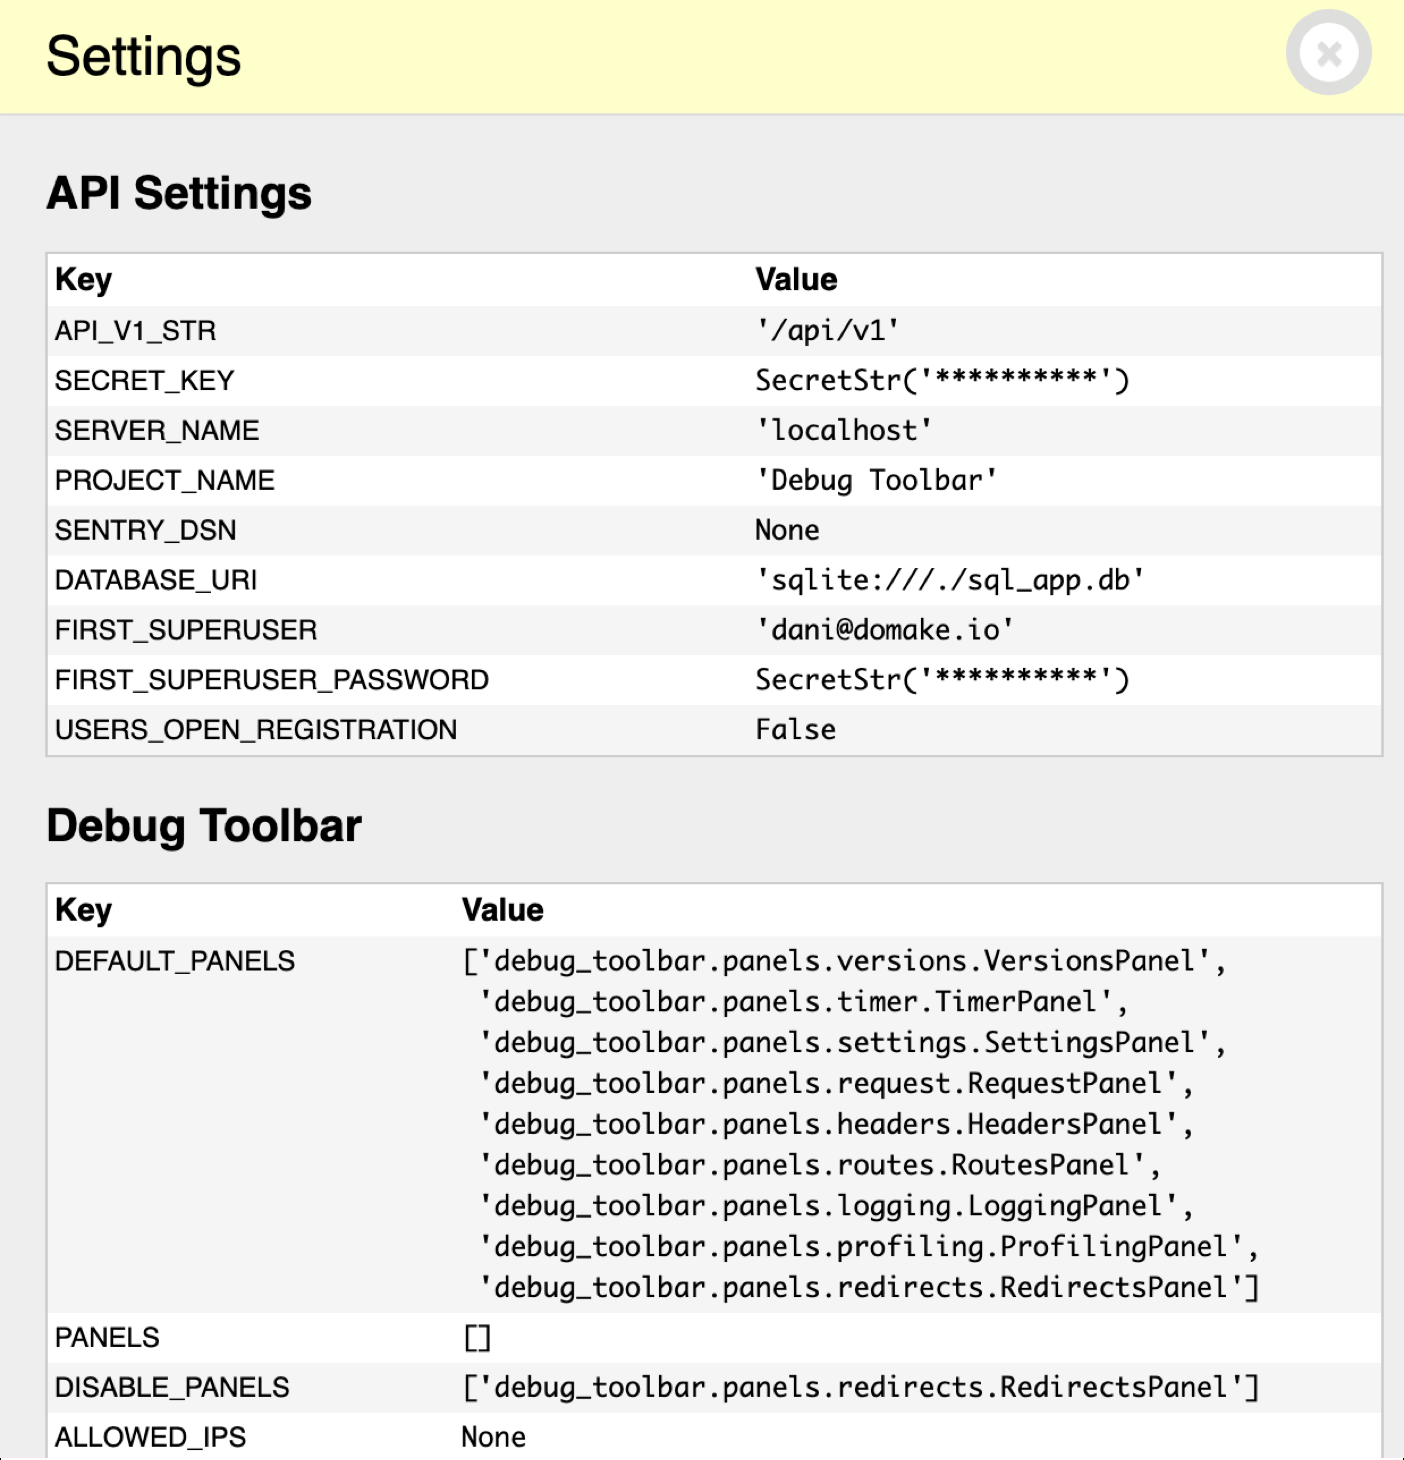 Settings
API Settings
Key Value
API_V1_STR '/api/v1'
SECRET_KEY SecretStr('**********')
SERVER_NAME 'localhost'
PROJECT_NAME 'Debug Toolbar'
SENTRY_DSN None
DATABASE_URI 'sqlite:///./sql_app.db'
FIRST_SUPERUSER 'dani@domake.io'
FIRST_SUPERUSER_PASSWORD SecretStr('**********')
USERS_OPEN_REGISTRATION False
Debug Toolbar
Key Value
DEFAULT_PANELS ['debug_toolbar.panels.versions.VersionsPanel',
'debug_toolbar.panels.timer.TimerPanel',
'debug_toolbar.panels.settings.SettingsPanel',
'debug_toolbar.panels.request.RequestPanel',
'debug_toolbar.panels.headers.HeadersPanel',
'debug_toolbar.panels.routes.RoutesPanel',
'debug_toolbar.panels.logging.LoggingPanel',
'debug_toolbar.panels.profiling.ProfilingPanel',
'debug_toolbar.panels.redirects.RedirectsPanel']
PANELS []
DISABLE_PANELS ['debug_toolbar.panels.redirects.RedirectsPanel']
ALLOWED_IPS None